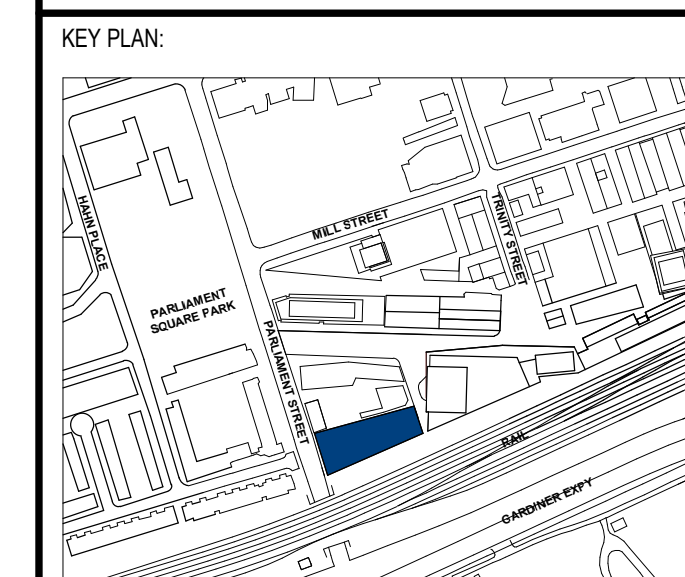 KEY PLAN:
HAHN PLACE
MILL STREET
TRINITY STREET
PARLIAMENT
SQUARE PARK
PARLIAMENT STREET
RAIL
GARDINER EXPY